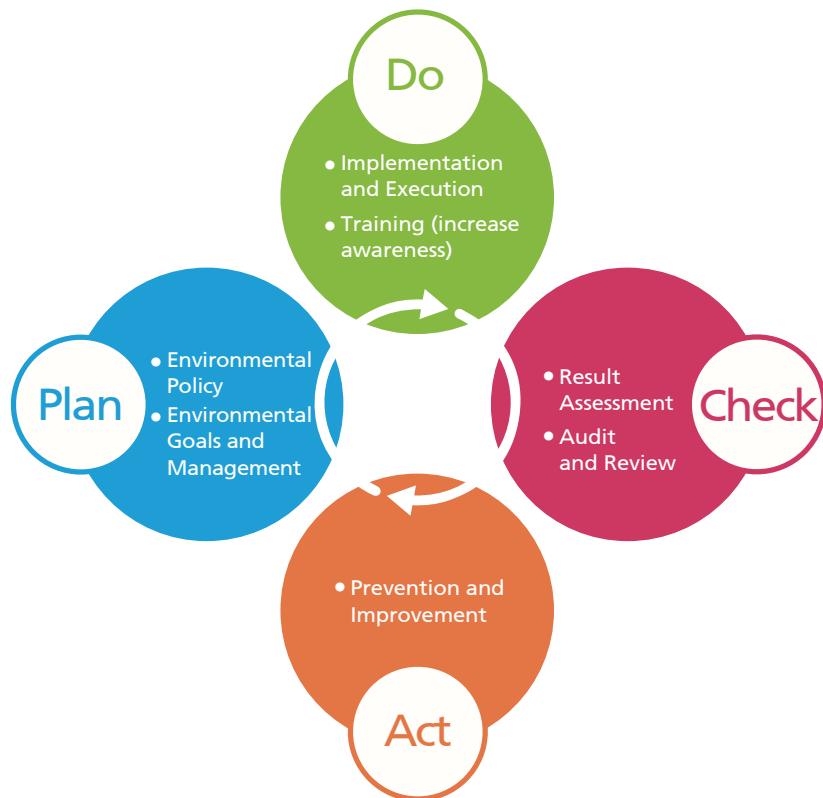 Do
• Implementation
and Execution
• Training (increase
awareness)
Plan
• Environmental
Policy
• Environmental
Goals and
Management
Check
• Result
Assessment
• Audit
and Review
• Prevention and
Improvement
Act